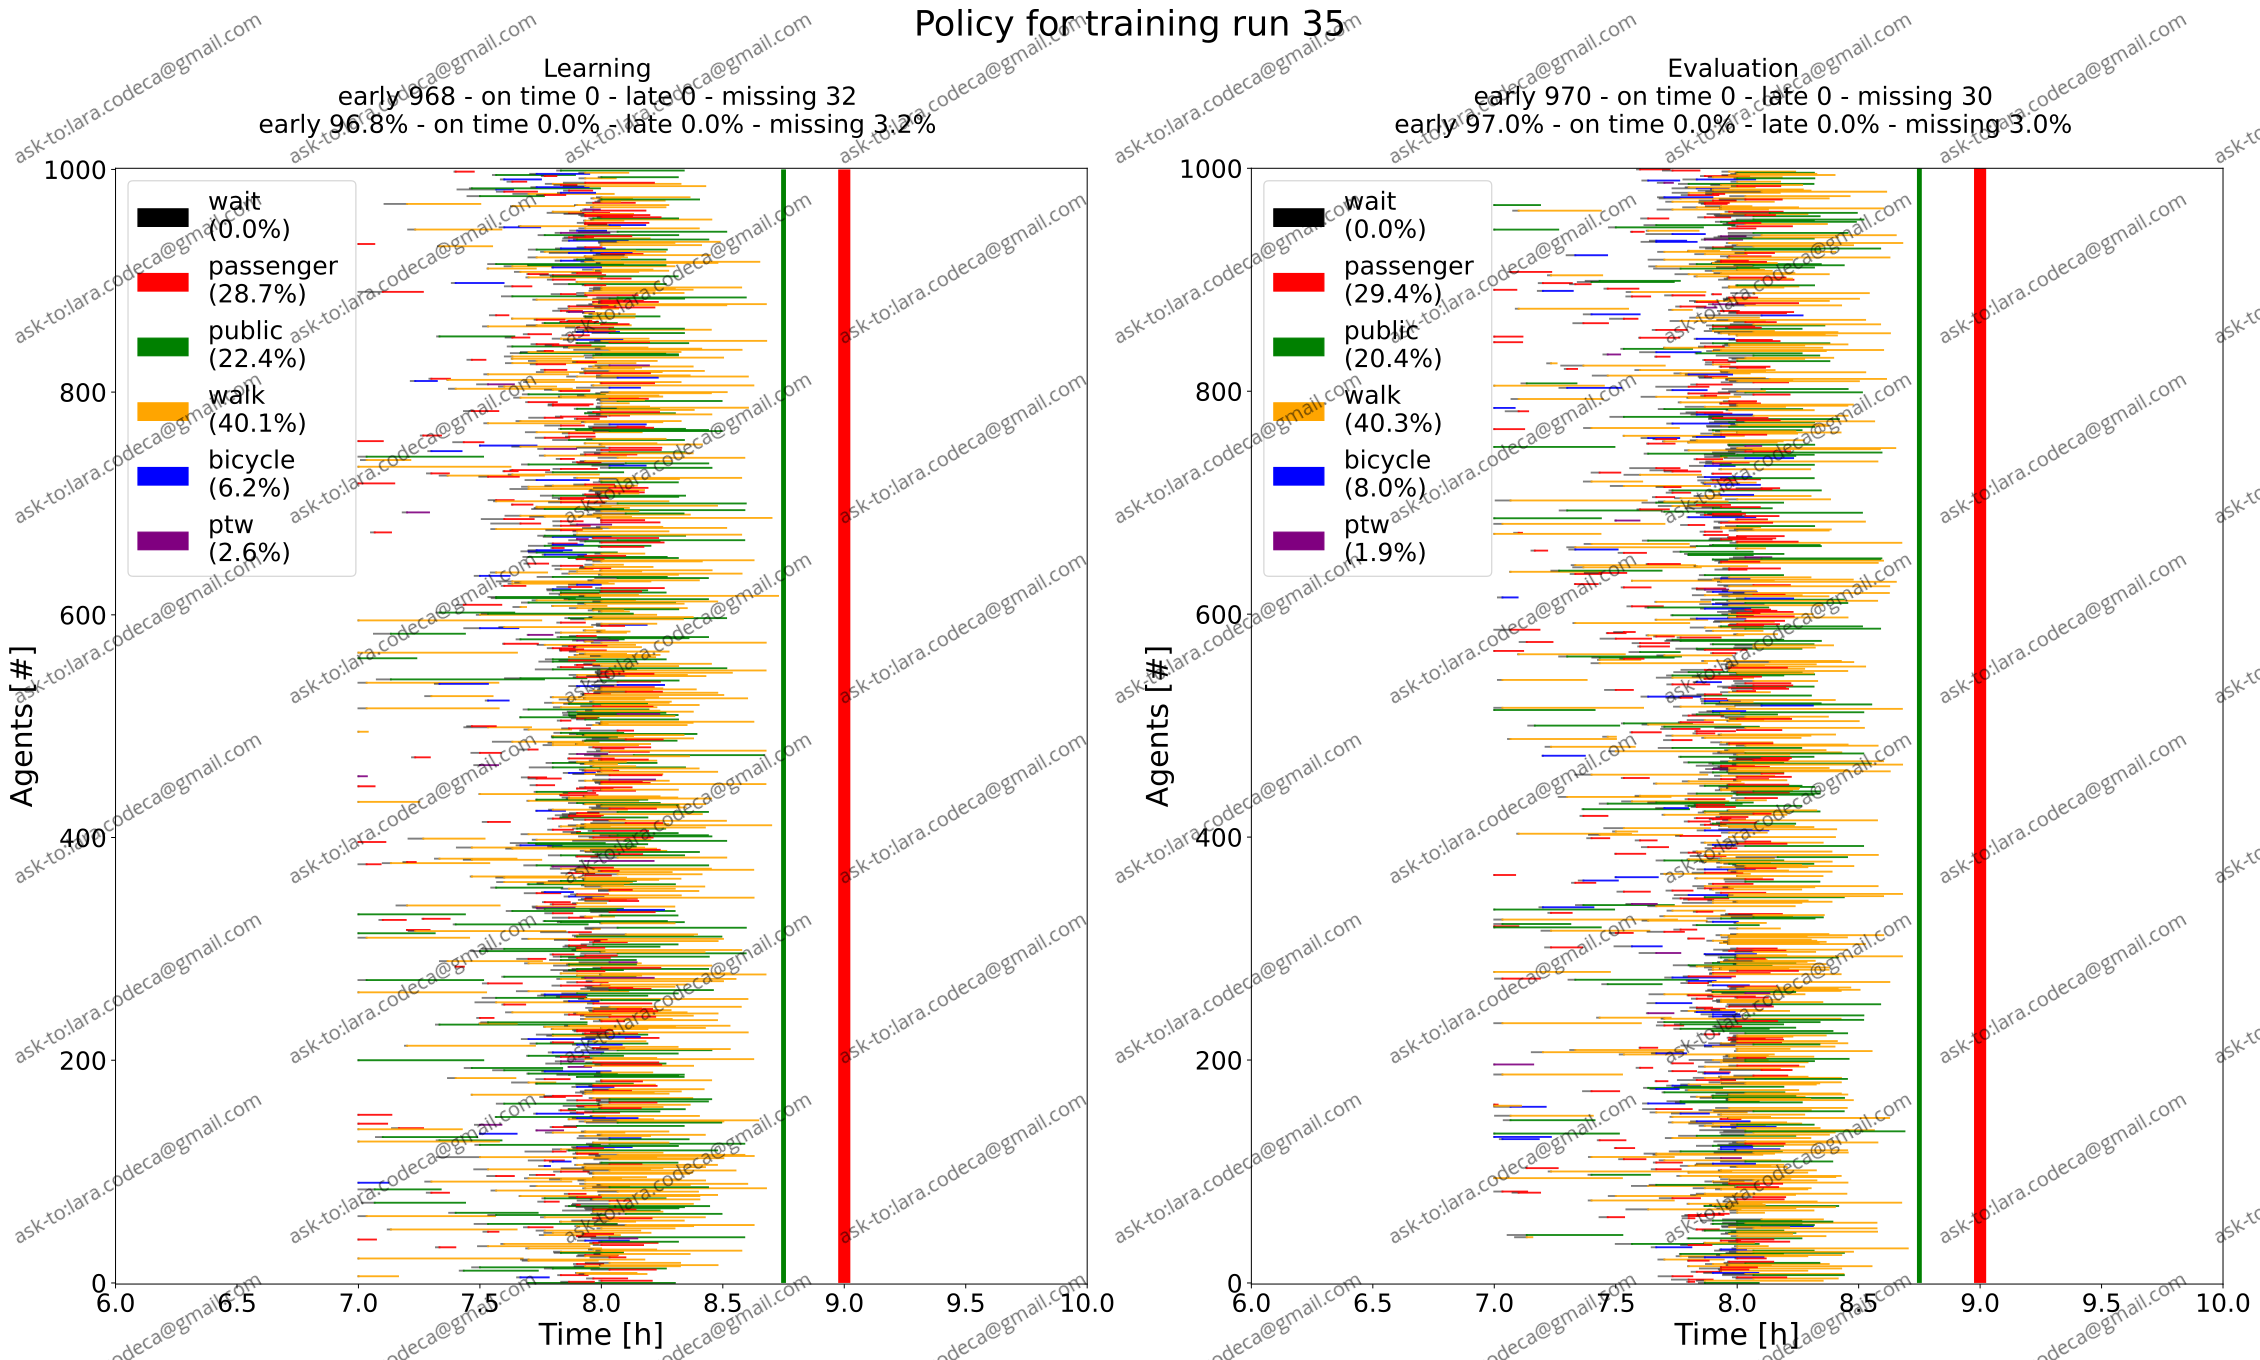 Policy for training run 35
Learning
early 968 - on time 0 - late 0 - missing 32
early 96.8% - on time 0.0% - late 0.0% - missing 3.2%
1000
800
600
400
200
0
Agents [#]
wait
(0.0%)
passenger
(28.7%)
public
(22.4%)
walk
(40.1%)
bicycle
(6.2%)
ptw
(2.6%)
6.0 6.5 7.0 7.5 8.0 8.5 9.0 9.5 10.0
Time [h]
Evaluation
early 970 - on time 0 - late 0 - missing 30
early 97.0% - on time 0.0% - late 0.0% - missing 3.0%
1000
800
600
400
200
0
Agents [#]
wait
(0.0%)
passenger
(29.4%)
public
(20.4%)
walk
(40.3%)
bicycle
(8.0%)
ptw
(1.9%)
6.0 6.5 7.0 7.5 8.0 8.5 9.0 9.5 10.0
Time [h]
ask-to:lara.codeca@gmail.com